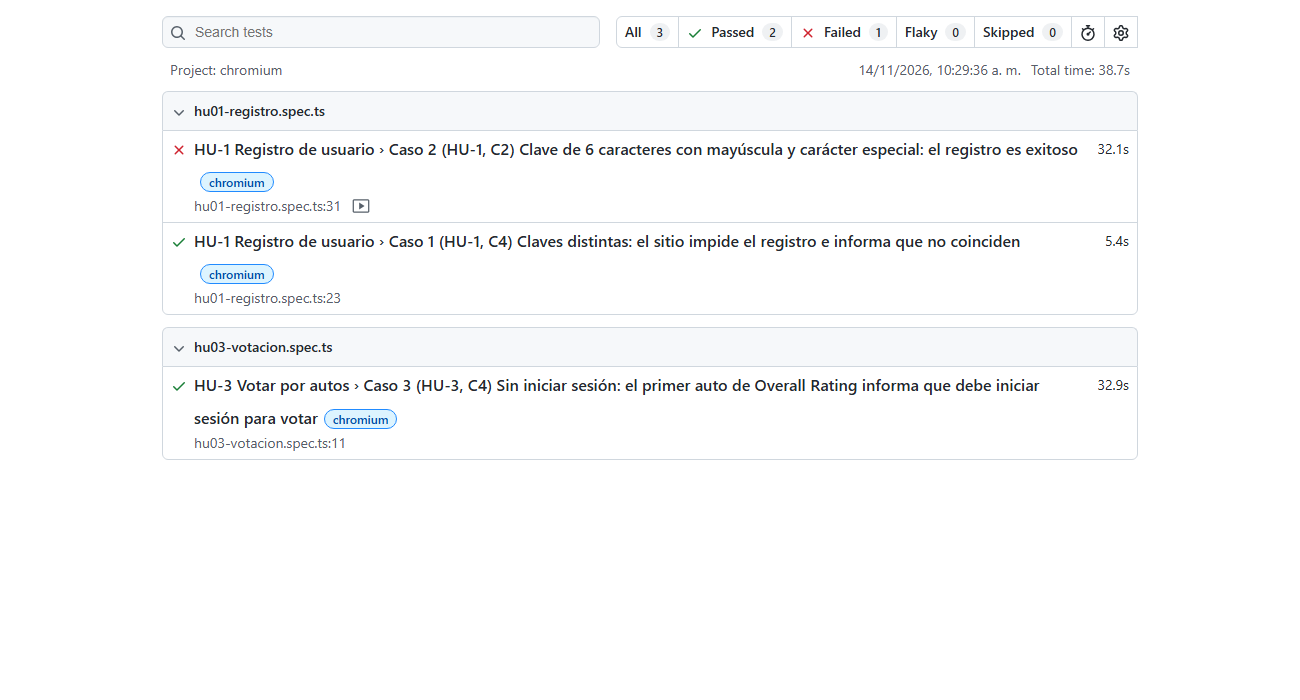 Search tests
All 3 Passed 2 Failed 1 Flaky 0 Skipped 0
Project: chromium
14/11/2026, 10:29:36 a. m. Total time: 38.7s
hu01-registro.spec.ts
HU-1 Registro de usuario › Caso 2 (HU-1, C2) Clave de 6 caracteres con mayúscula y carácter especial: el registro es exitoso 32.1s
chromium
hu01-registro.spec.ts:31
HU-1 Registro de usuario › Caso 1 (HU-1, C4) Claves distintas: el sitio impide el registro e informa que no coinciden 5.4s
chromium
hu01-registro.spec.ts:23
hu03-votacion.spec.ts
HU-3 Votar por autos › Caso 3 (HU-3, C4) Sin iniciar sesión: el primer auto de Overall Rating informa que debe iniciar 32.9s
sesión para votar chromium
hu03-votacion.spec.ts:11